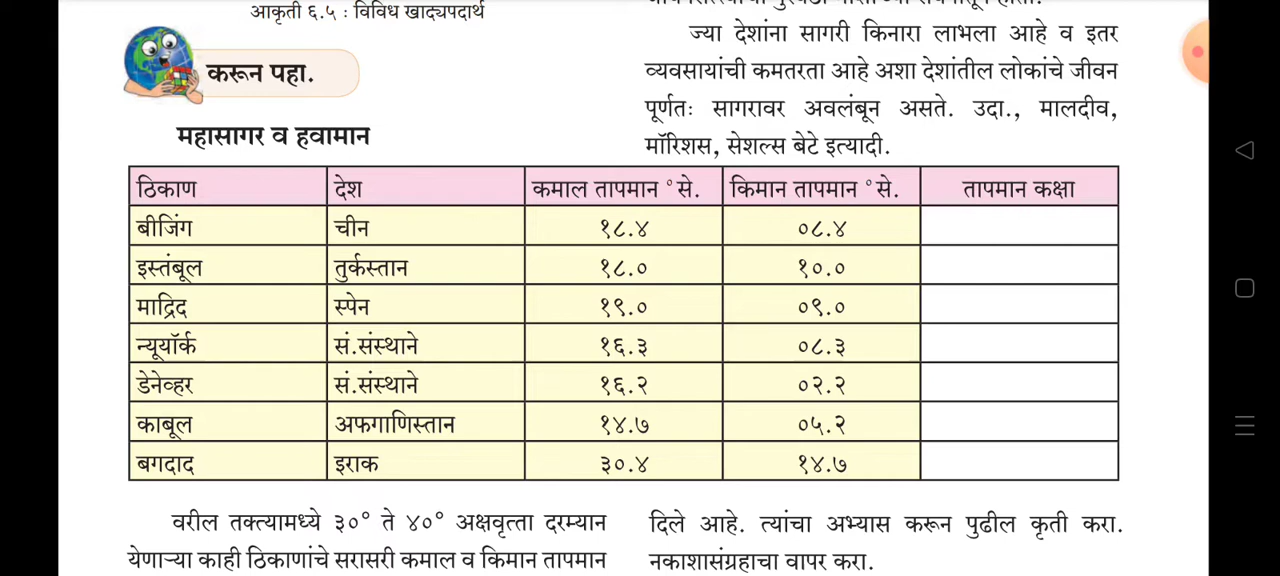 आकृती ६.५ : विविध खाद्यपदार्थ
करून पहा.
महासागर व हवामान
ज्या देशांना सागरी किनारा लाभला आहे व इतर
व्यवसायांची कमतरता आहे अशा देशांतील लोकांचे जीवन
पूर्णतः सागरावर अवलंबून असते. उदा., मालदीव,
मॉरिशस, सेशल्स बेटे इत्यादी.
ठिकाण देश कमाल तापमान °से. किमान तापमान °से. तापमान कक्षा
बीजिंग चीन १८.४ ०८.४
इस्तंबूल तुर्कस्तान १८.० १०.०
माद्रिद स्पेन १९.० ०९.०
न्यूयॉर्क सं.संस्थाने १६.३ ०८.३
डेनेव्हर सं.संस्थाने १६.२ ०२.२
काबूल अफगाणिस्तान १४.७ ०५.२
बगदाद इराक ३०.४ १४.७
वरील तक्त्यामध्ये ३०° ते ४०° अक्षवृत्ता दरम्यान
येणाऱ्या काही ठिकाणांचे सरासरी कमाल व किमान तापमान
दिले आहे. त्यांचा अभ्यास करून पुढील कृती करा.
नकाशासंग्रहाचा वापर करा.